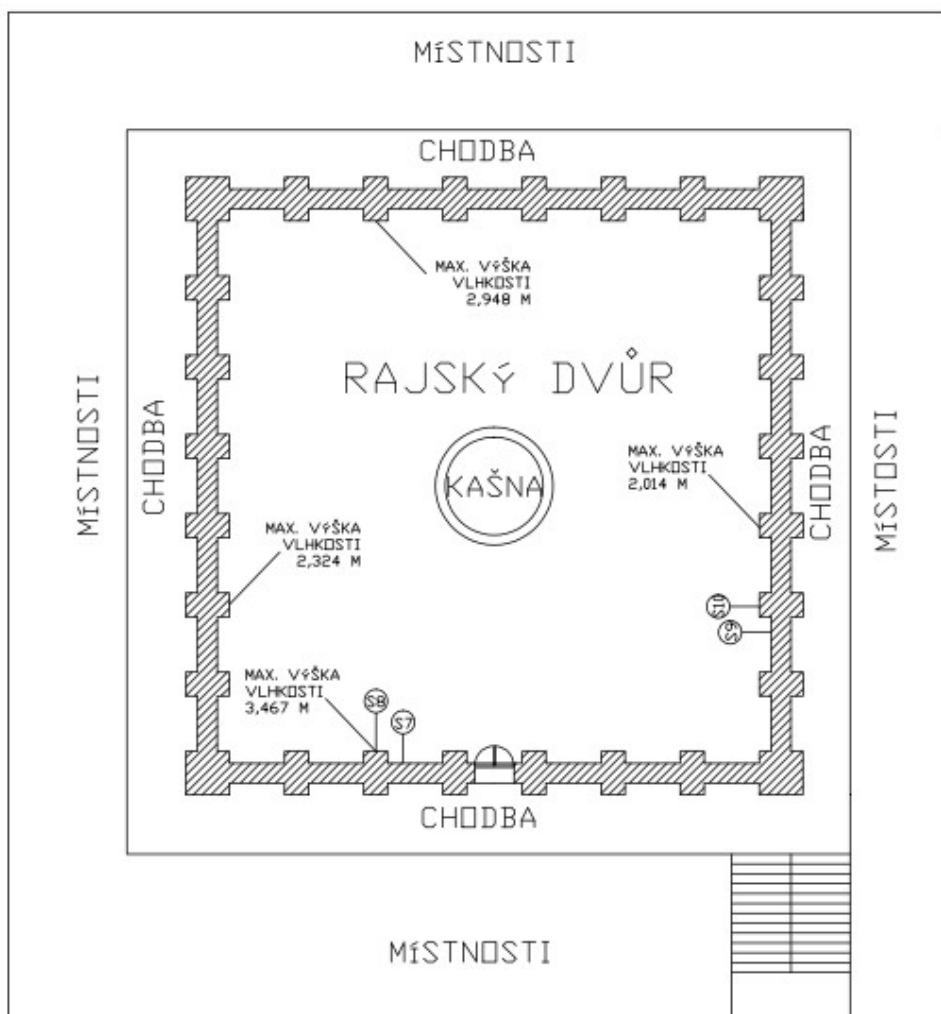 MíSTNOSTI
CHODBA
MAX. VýŠKA
VLHKOSTI
2,948 M
RAJSKÝ DVŮR
MíSTNOSTI
CHODBA
KAŠNA
MAX. VýŠKA
VLHKOSTI
2,014 M
CHODBA
MíSTOSTI
MAX. VýŠKA
VLHKOSTI
2,324 M
S10
S9
MAX. VýŠKA
VLHKOSTI
3,467 M
S8
S7
CHODBA
MíSTNOSTI